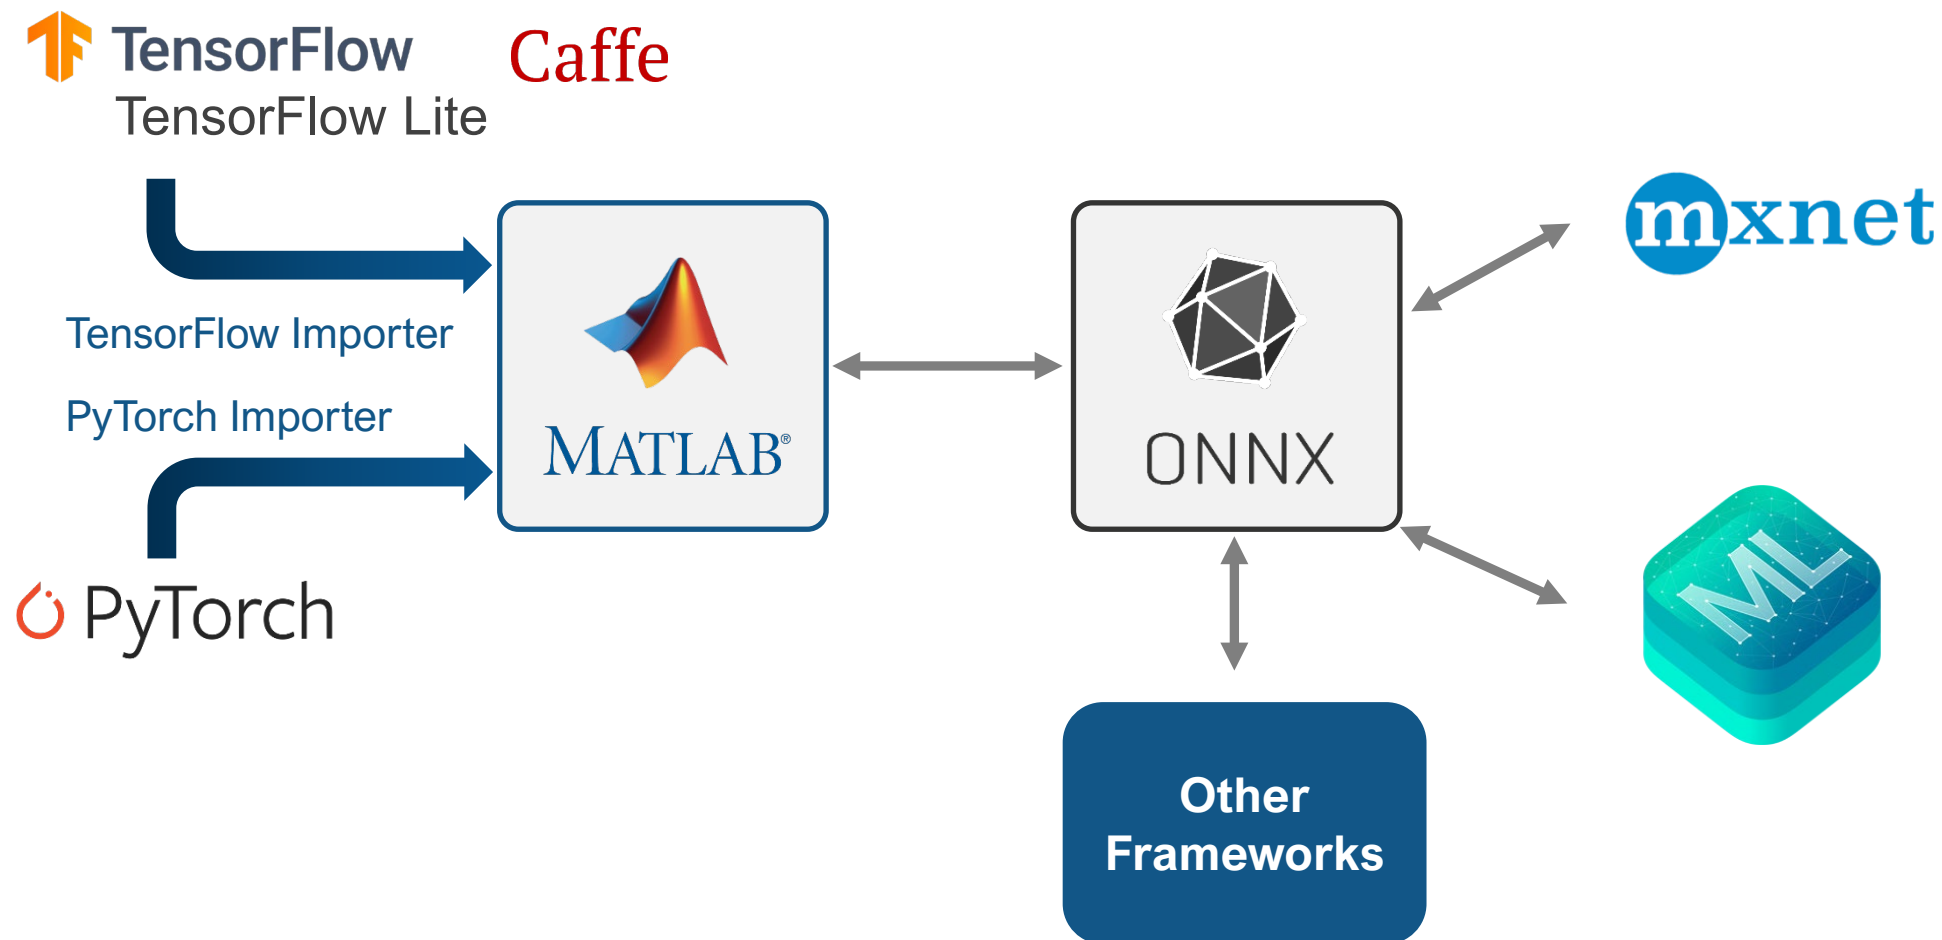 TensorFlow
Caffe
TensorFlow Lite
mxnet
TensorFlow Importer
PyTorch Importer
MATLAB®
ONNX
PyTorch
ML
Other
Frameworks